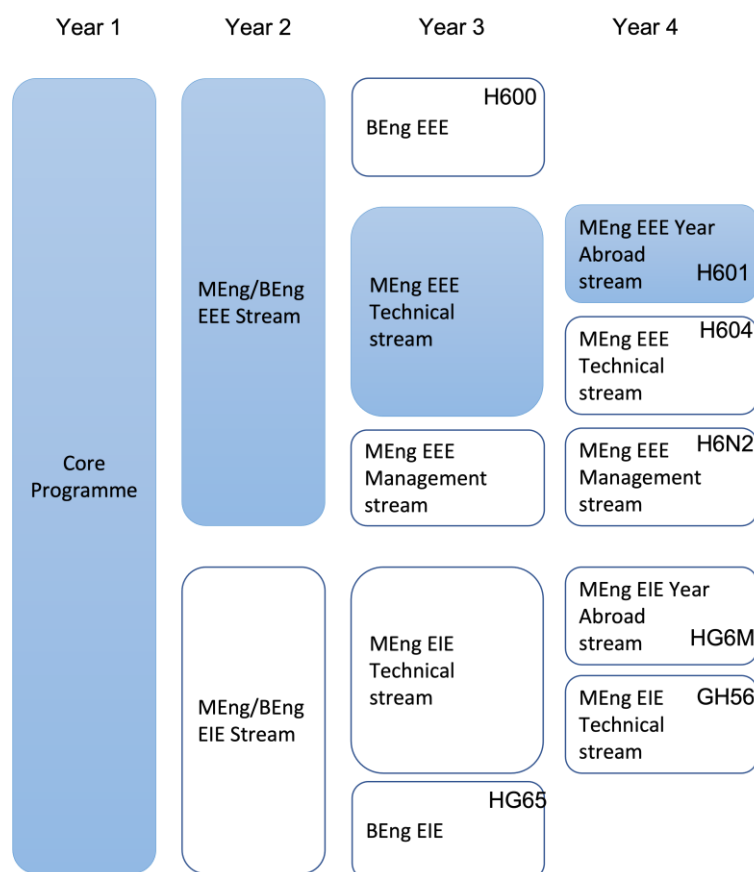 Year 1
Year 2
Year 3
Year 4
Core
Programme
MEng/BEng
EEE Stream
MEng/BEng
EIE Stream
H600
BEng EEE
MEng EEE
Technical
stream
MEng EEE
Management
stream
MEng EIE
Technical
stream
HG65
BEng EIE
MEng EEE Year
Abroad
stream H601
H604
MEng EEE
Technical
stream
MEng EEE H6N2
Management
stream
MEng EIE Year
Abroad
stream HG6M
MEng EIE GH56
Technical
stream